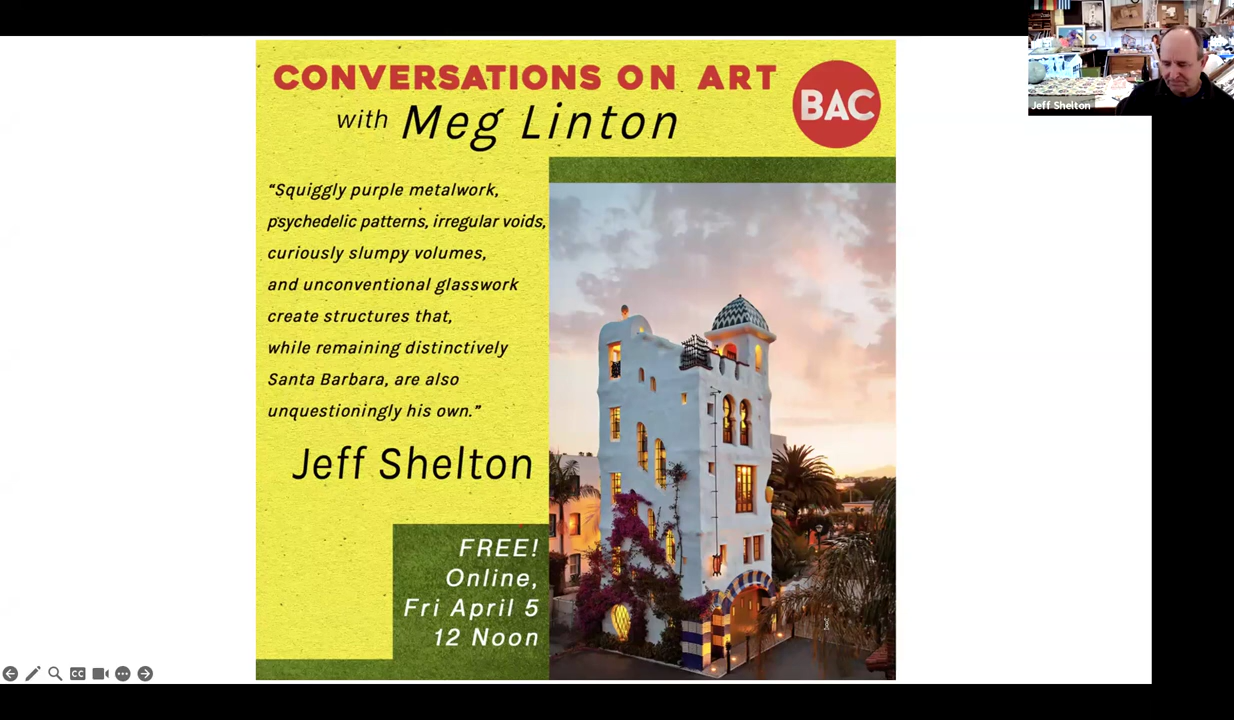 CONVERSATIONS ON ART
with Meg Linton
BAC
"Squiggly purple metalwork,
psychedelic patterns, irregular voids,
curiously slumpy volumes,
and unconventional glasswork
create structures that,
while remaining distinctively
Santa Barbara, are also
unquestioningly his own."
Jeff Shelton
FREE!
Online,
Fri April 5
12 Noon
Jeff Shelton
CC